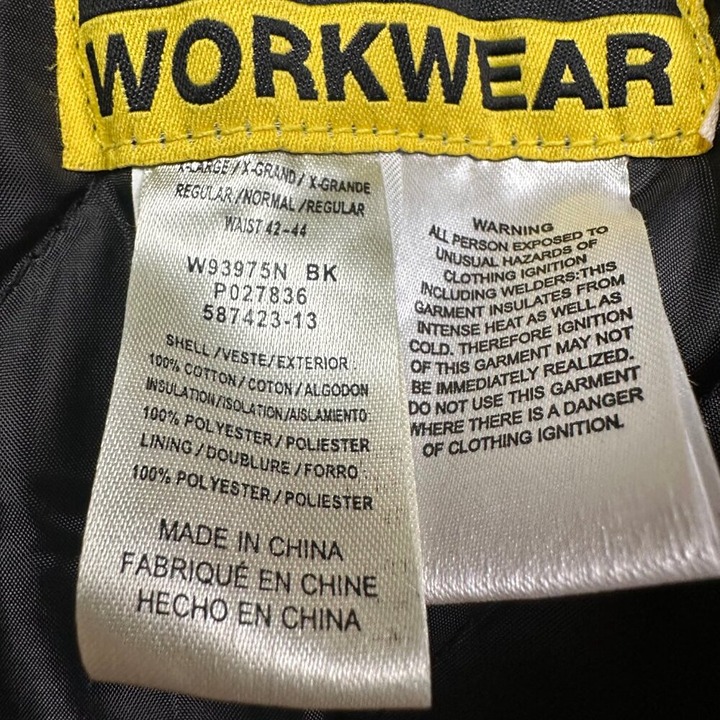 WORKWEAR
X-LARGE/X-GRAND/X-GRANDE
REGULAR/NORMAL/REGULAR
WAIST 42-44
W93975N BK
P027836
587423-13
SHELL/VESTE/EXTERIOR:
100% COTTON/COTON/ALGODON
INSULATION/ISOLATION/AISLAMIENTO:
100% POLYESTER/POLIESTER
LINING/DOUBLURE/FORRO:
100% POLYESTER/POLIESTER
MADE IN CHINA
FABRIQUÉ EN CHINE
HECHO EN CHINA
WARNING
ALL PERSON EXPOSED TO
UNUSUAL HAZARDS OF
CLOTHING IGNITION
INCLUDING WELDERS:THIS
GARMENT INSULATES FROM
INTENSE HEAT AS WELL AS
COLD. THEREFORE IGNITION
OF THIS GARMENT MAY NOT
BE IMMEDIATELY REALIZED.
DO NOT USE THIS GARMENT
WHERE THERE IS A DANGER
OF CLOTHING IGNITION.